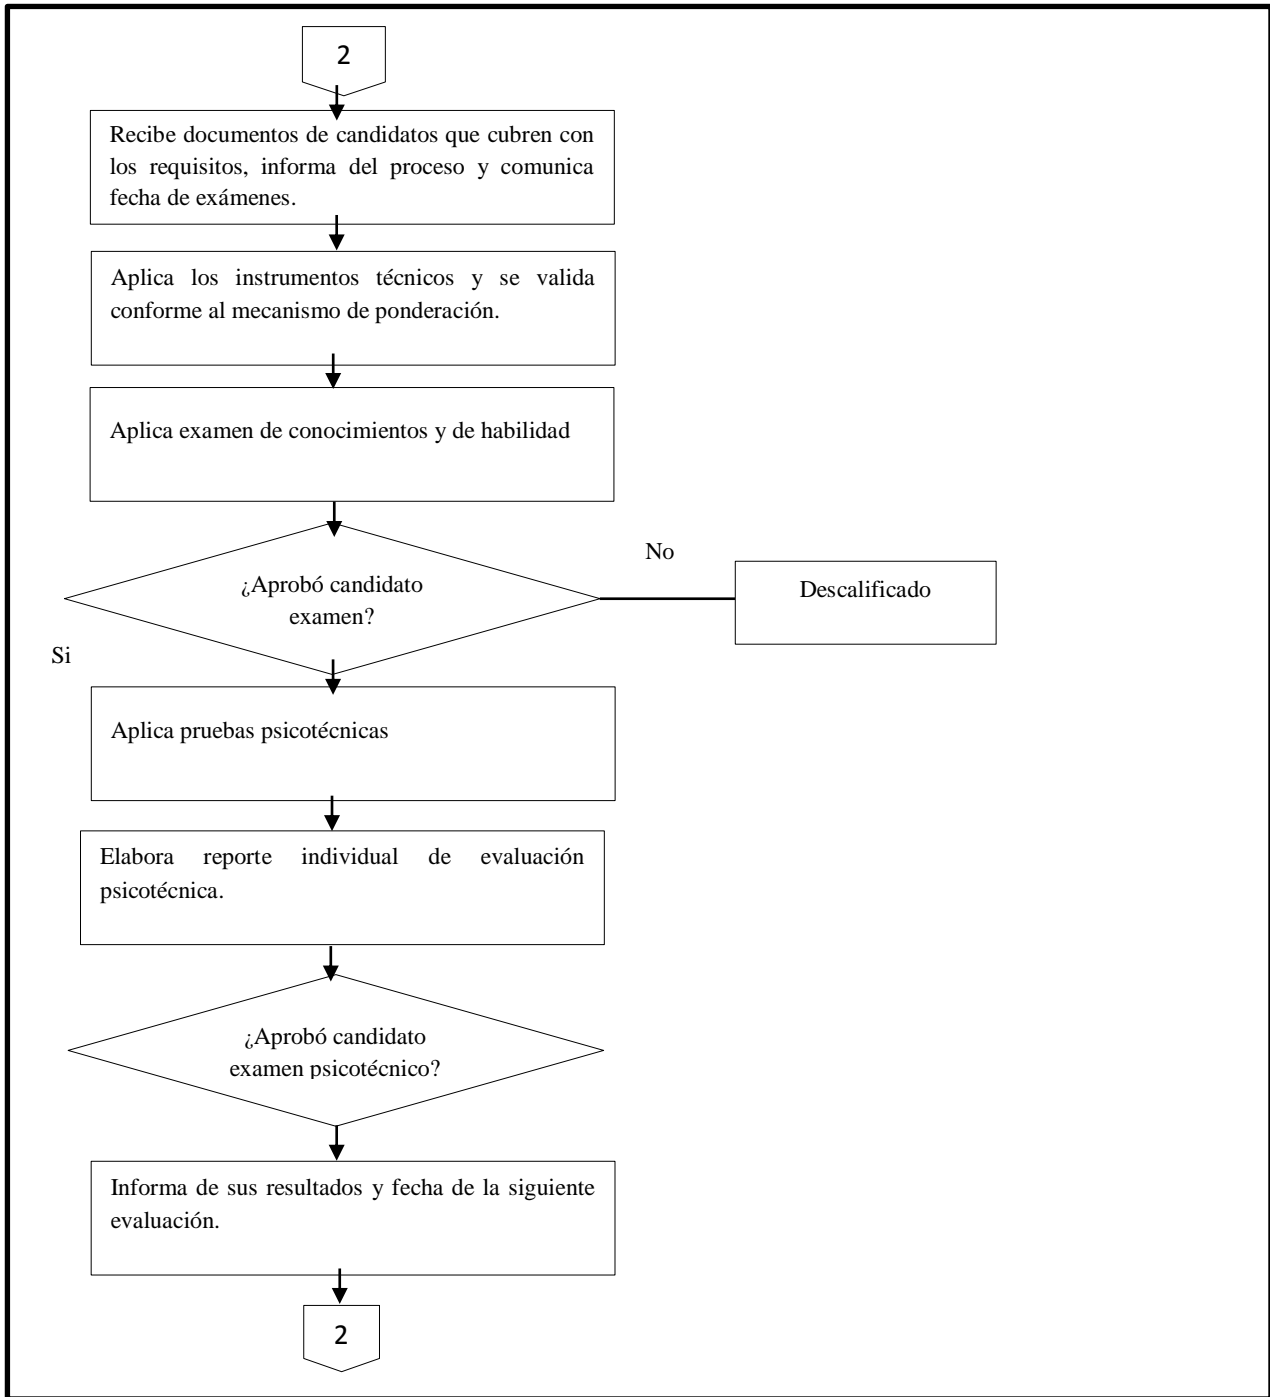 2
Recibe documentos de candidatos que cubren con
los requisitos, informa del proceso y comunica
fecha de exámenes.
Aplica los instrumentos técnicos y se valida
conforme al mecanismo de ponderación.
Aplica examen de conocimientos y de habilidad
¿Aprobó candidato
examen?
No
Descalificado
Si
Aplica pruebas psicotécnicas
Elabora reporte individual de evaluación
psicotécnica.
¿Aprobó candidato
examen psicotécnico?
Informa de sus resultados y fecha de la siguiente
evaluación.
2